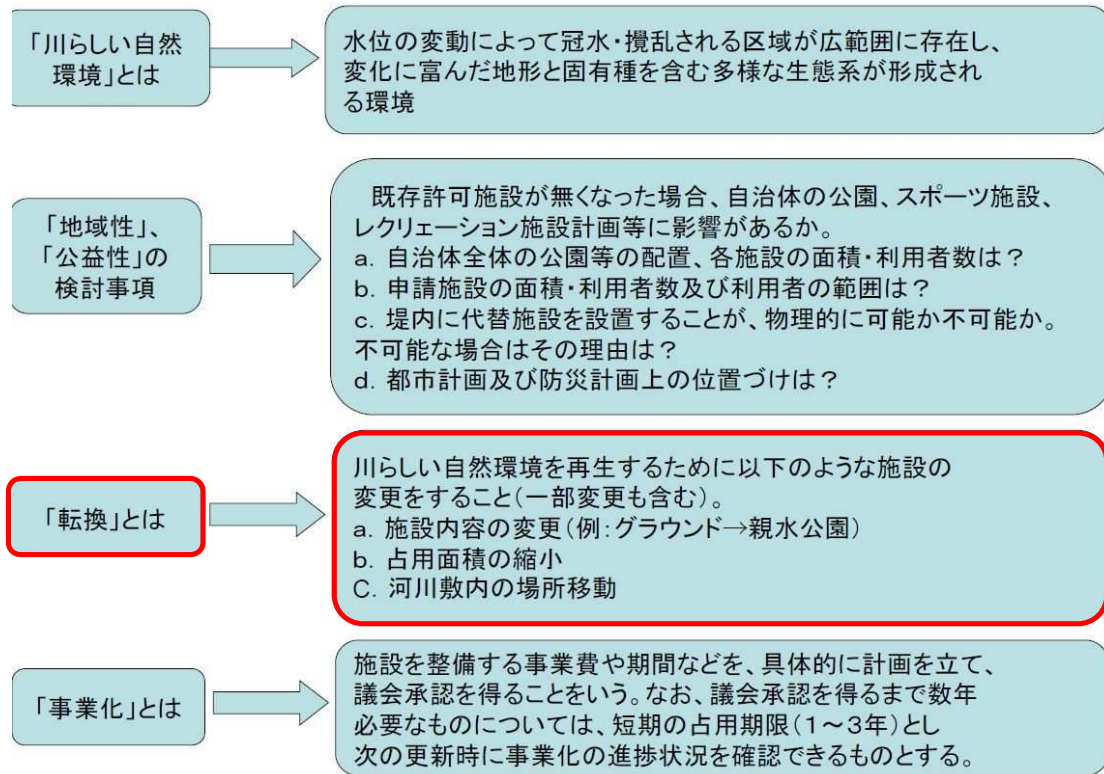 「川らしい自然
環境」とは
水位の変動によって冠水・攪乱される区域が広範囲に存在し、
変化に富んだ地形と固有種を含む多様な生態系が形成され
る環境
「地域性」、
「公益性」の
検討事項
既存許可施設が無くなった場合、自治体の公園、スポーツ施設、
レクリェーション施設計画等に影響があるか。
a. 自治体全体の公園等の配置、各施設の面積・利用者数は？
b. 申請施設の面積・利用者数及び利用者の範囲は？
c. 堤内に代替施設を設置することが、物理的に可能か不可能か。
不可能な場合はその理由は？
d. 都市計画及び防災計画上の位置づけは？
「転換」とは
川らしい自然環境を再生するために以下のような施設の
変更をすること(一部変更も含む)。
a. 施設内容の変更(例：グラウンド→親水公園)
b. 占用面積の縮小
C. 河川敷内の場所移動
「事業化」とは
施設を整備する事業費や期間などを、具体的に計画を立て、
議会承認を得ることをいう。なお、議会承認を得るまで数年
必要なものについては、短期の占用期限(１～３年)とし
次の更新時に事業化の進捗状況を確認できるものとする。